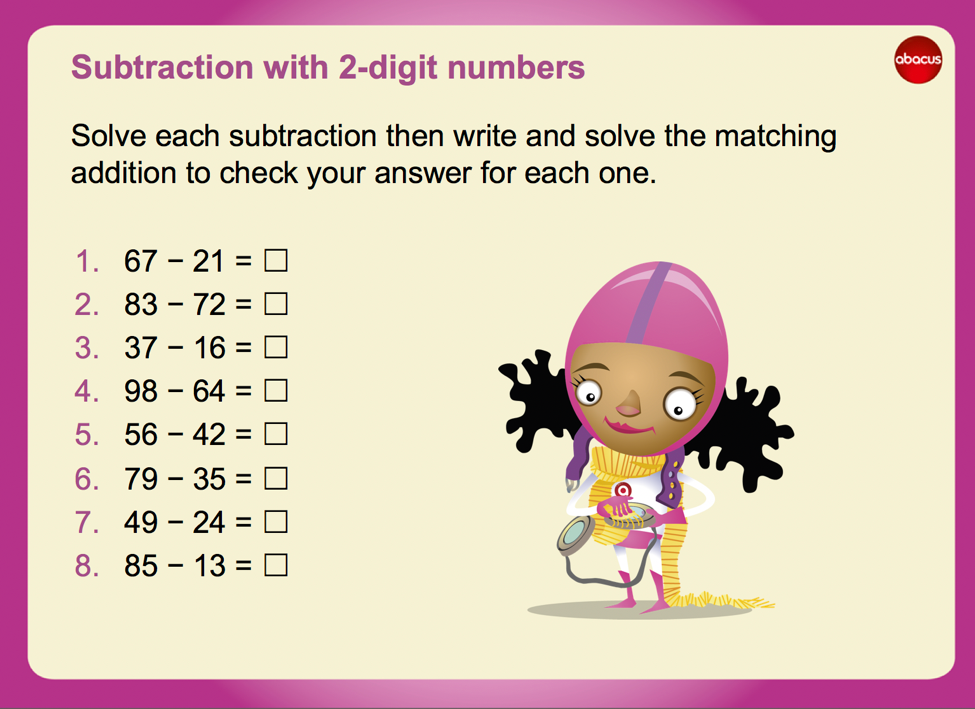 Subtraction with 2-digit numbers
abacus
Solve each subtraction then write and solve the matching
addition to check your answer for each one.
1. 67 − 21 = □
2. 83 − 72 = □
3. 37 − 16 = □
4. 98 − 64 = □
5. 56 − 42 = □
6. 79 − 35 = □
7. 49 − 24 = □
8. 85 − 13 = □